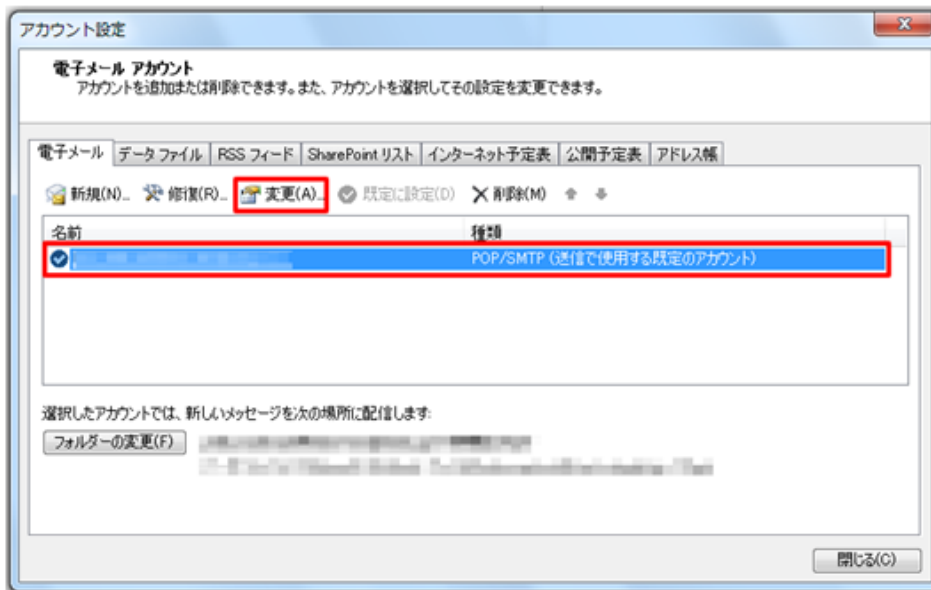 アカウント設定
電子メール アカウント
アカウントを追加または削除できます。また、アカウントを選択してその設定を変更できます。
電子メール データ ファイル RSS フィード SharePoint リスト インターネット予定表 公開予定表 アドレス帳
新規(N)... 修復(R)... 変更(A)... 既定に設定(D) 削除(M)
名前 種類
POP/SMTP (送信で使用する既定のアカウント)
選択したアカウントでは、新しいメッセージを次の場所に配信します:
フォルダーの変更(F)
閉じる(C)